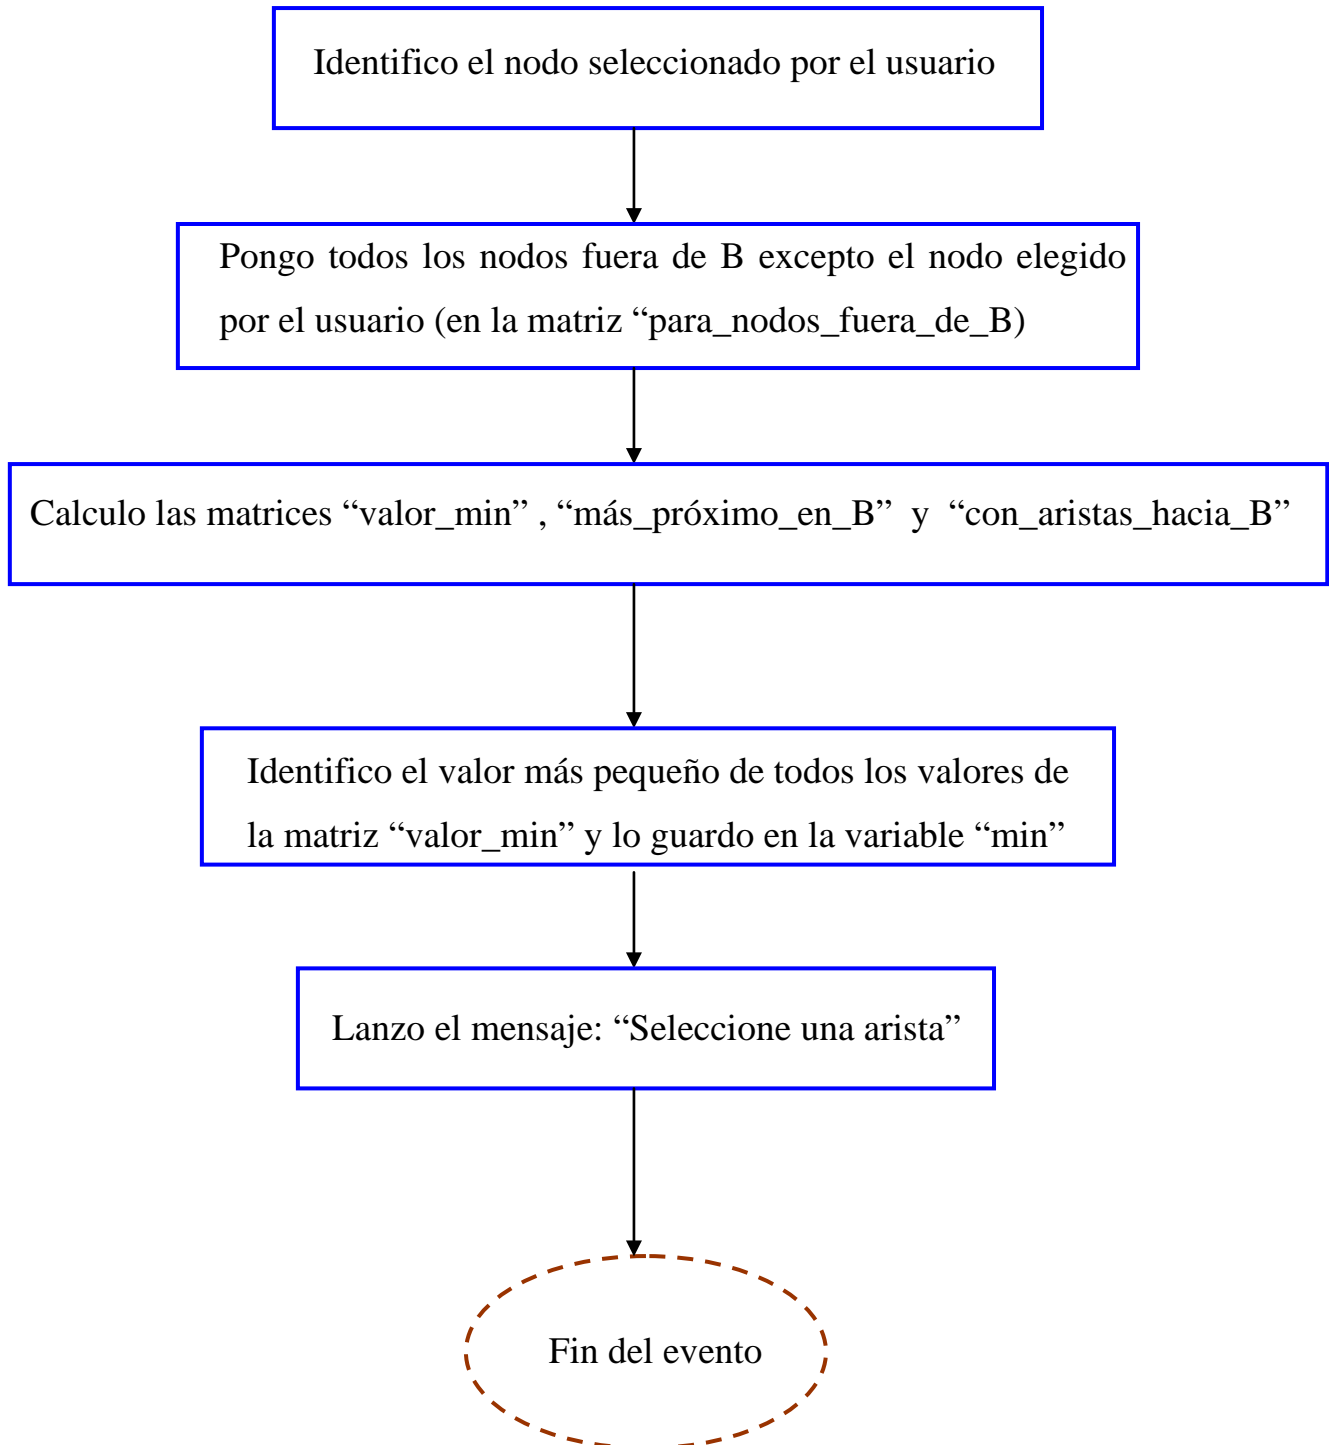 Identifico el nodo seleccionado por el usuario
Pongo todos los nodos fuera de B excepto el nodo elegido
por el usuario (en la matriz “para_nodos_fuera_de_B)
Calculo las matrices “valor_min” , “más_próximo_en_B” y “con_aristas_hacia_B”
Identifico el valor más pequeño de todos los valores de
la matriz “valor_min” y lo guardo en la variable “min”
Lanzo el mensaje: “Seleccione una arista”
Fin del evento